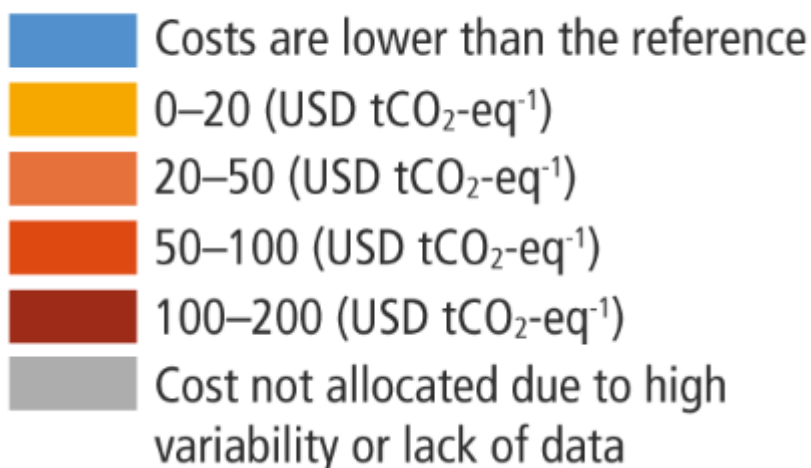 Costs are lower than the reference
0–20 (USD tCO₂-eq⁻¹)
20–50 (USD tCO₂-eq⁻¹)
50–100 (USD tCO₂-eq⁻¹)
100–200 (USD tCO₂-eq⁻¹)
Cost not allocated due to high
variability or lack of data